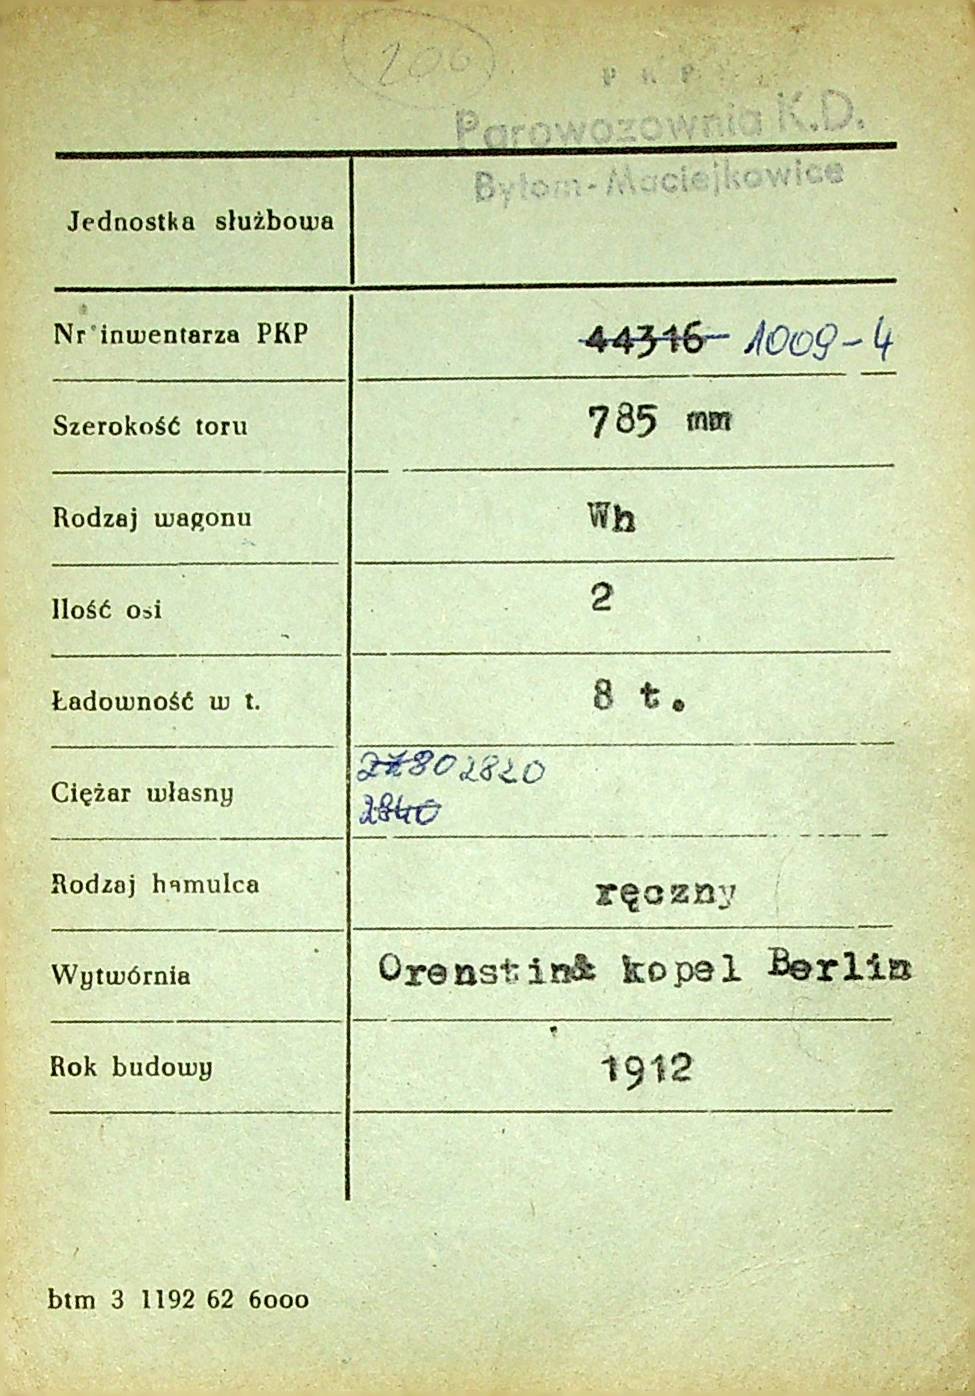 206
P K P
Parowozownia K.D.
Bytom-Maciejkowice
Jednostka służbowa
Nr inwentarza PKP 44316 1009-4
Szerokość toru 785 mm
Rodzaj wagonu Wh
Ilość osi 2
Ładowność w t. 8 t.
2780 2820
Ciężar własny
2840
Rodzaj hamulca ręczny
Wytwórnia Orenstin& kopel Berlin
Rok budowy 1912
btm 3 1192 62 6000